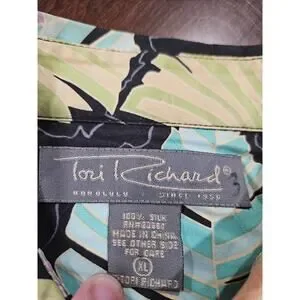 Tori Richard®
HONOLULU SINCE 1956
100% SILK
RN#60550
MADE IN CHINA
SEE OTHER SIDE
FOR CARE
XL
TORI RICHARD